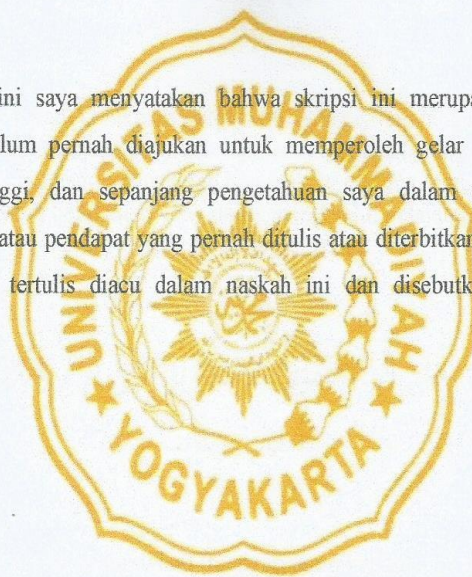 ini saya menyatakan bahwa skripsi ini merupa
lum pernah diajukan untuk memperoleh gelar
ggi, dan sepanjang pengetahuan saya dalam
atau pendapat yang pernah ditulis atau diterbitkan
tertulis diacu dalam naskah ini dan disebutk
UNIVERSITAS MUHAMMADIYAH
YOGYAKARTA